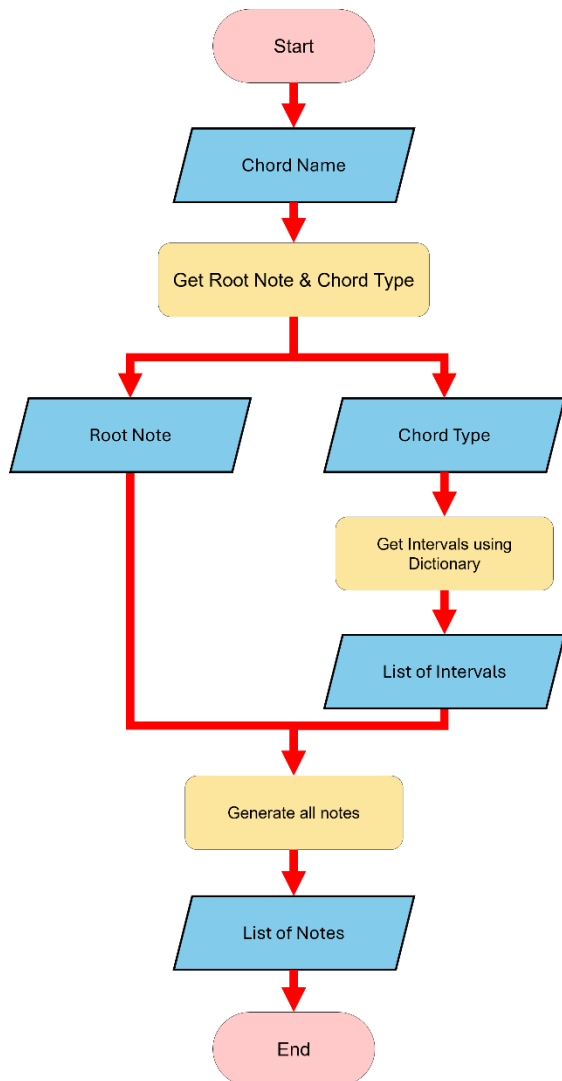 Start
Chord Name
Get Root Note & Chord Type
Root Note
Chord Type
Get Intervals using
Dictionary
List of Intervals
Generate all notes
List of Notes
End